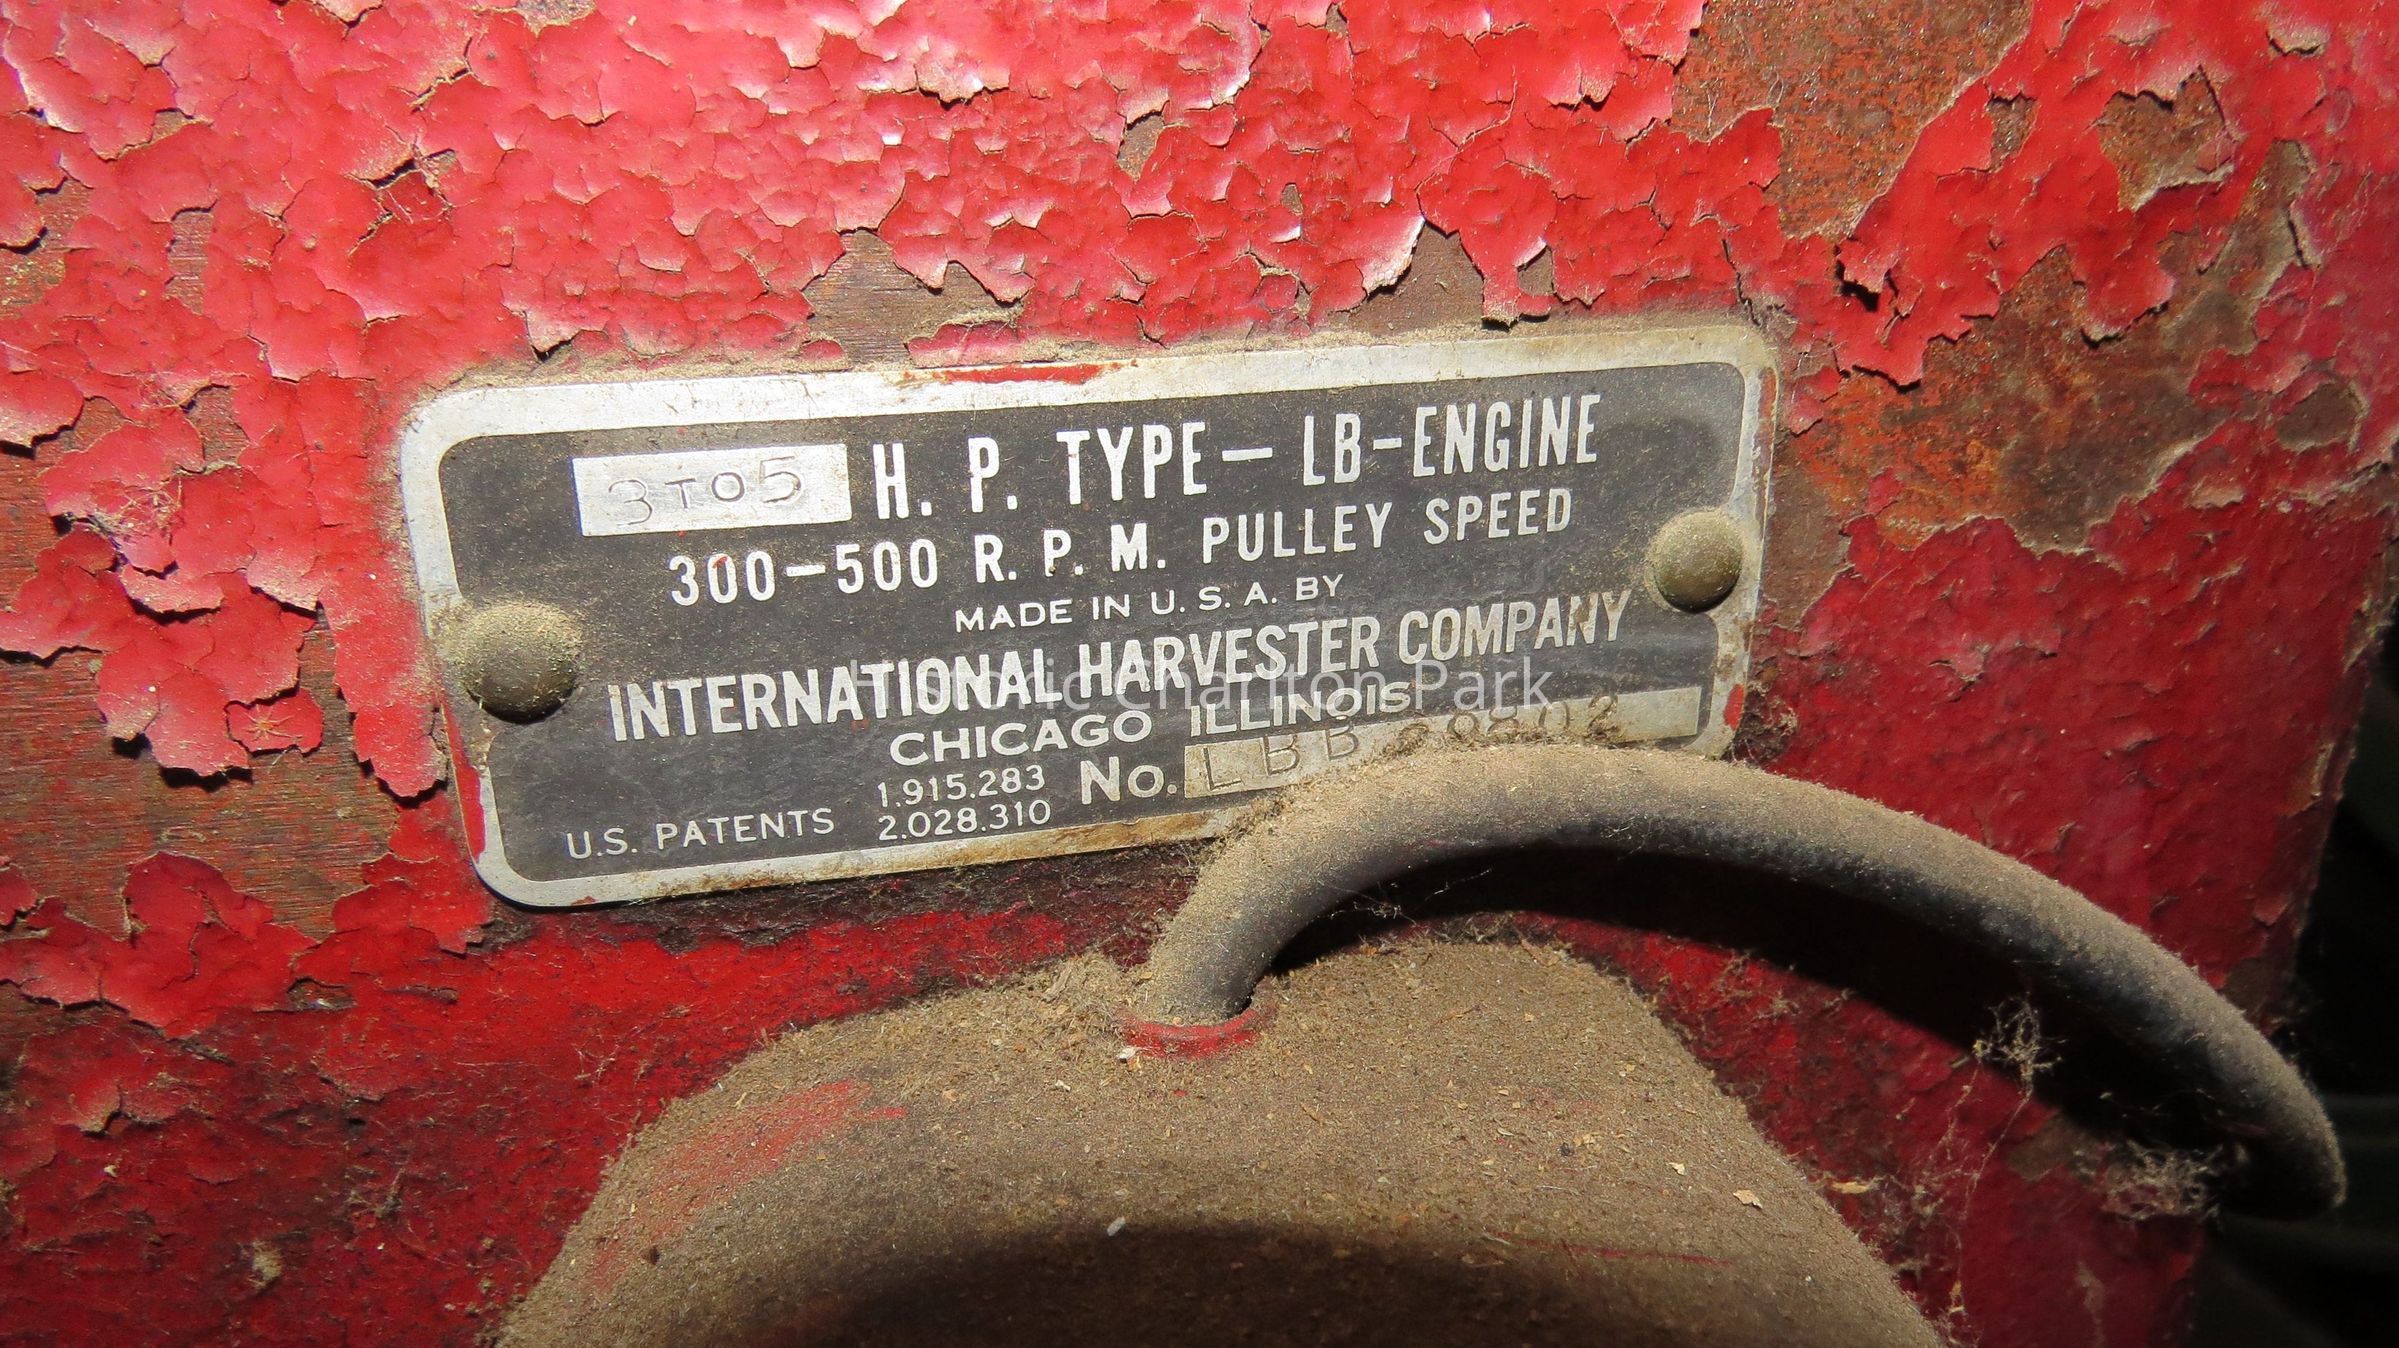 3 TO 5 H. P. TYPE — LB-ENGINE
300-500 R. P. M. PULLEY SPEED
MADE IN U. S. A. BY
INTERNATIONAL HARVESTER COMPANY
Historic Charlton Park
CHICAGO ILLINOIS
U.S. PATENTS 1.915.283
2.028.310
No. LBB